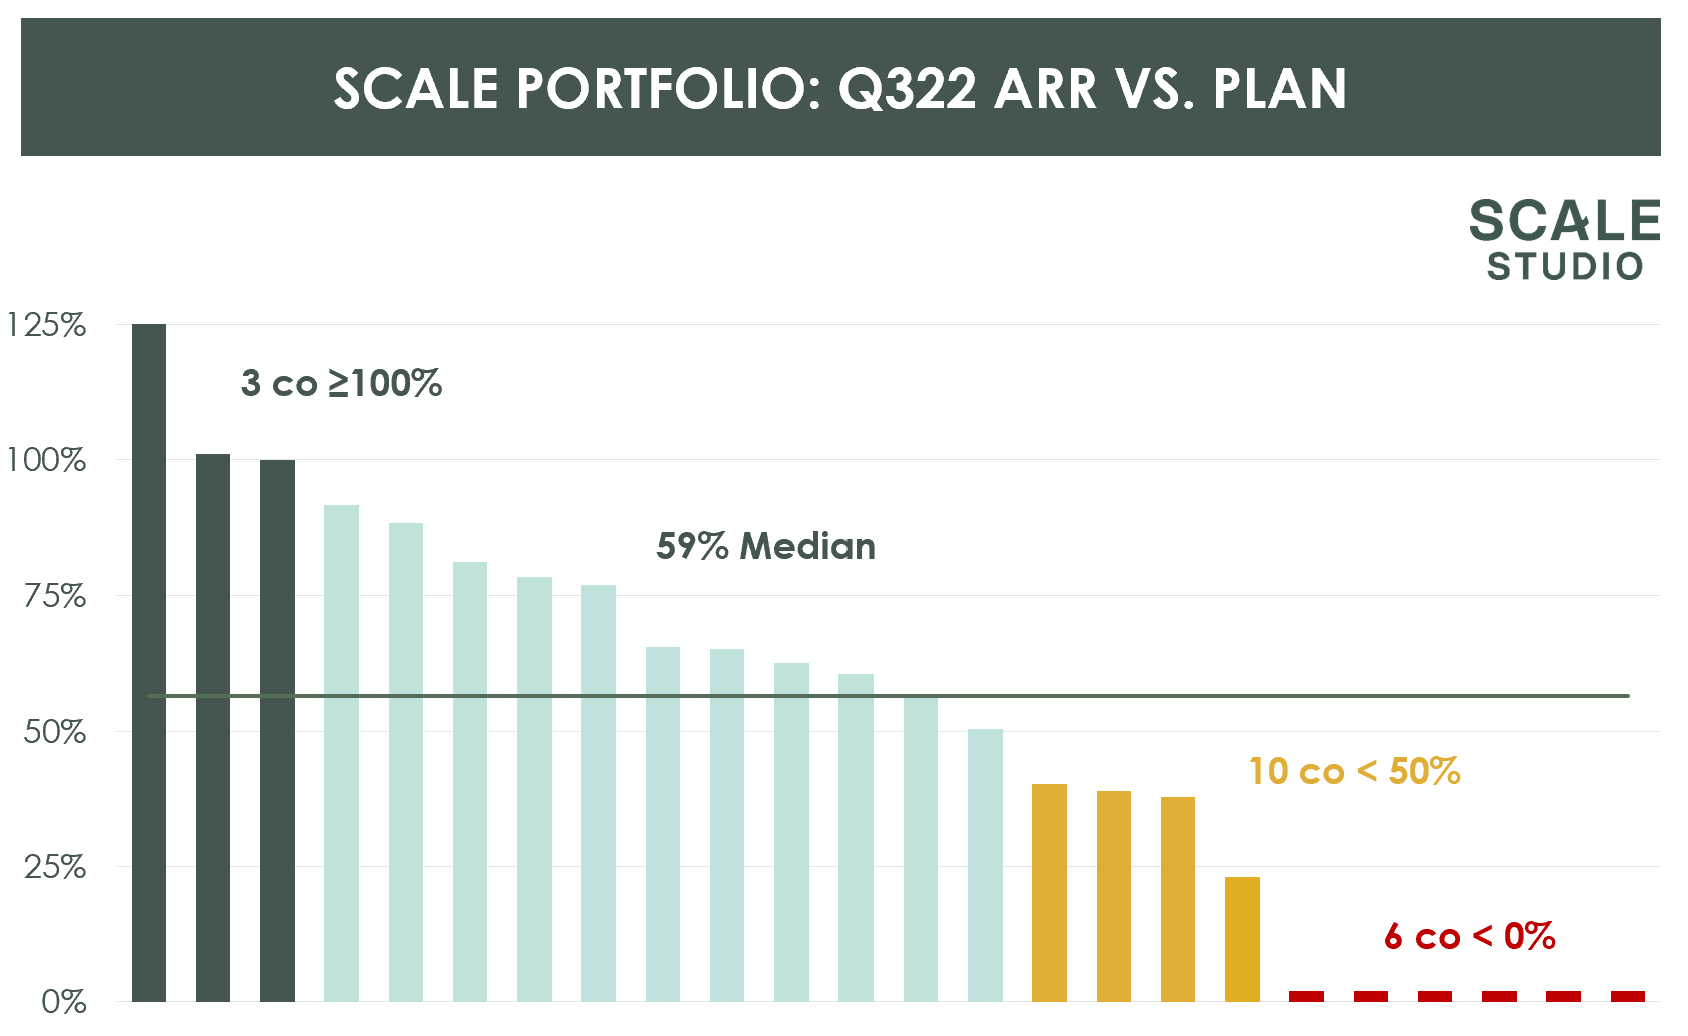 SCALE PORTFOLIO: Q322 ARR VS. PLAN
SCALE
STUDIO
125%
3 co ≥100%
100%
59% Median
75%
50%
10 co < 50%
25%
6 co < 0%
0%